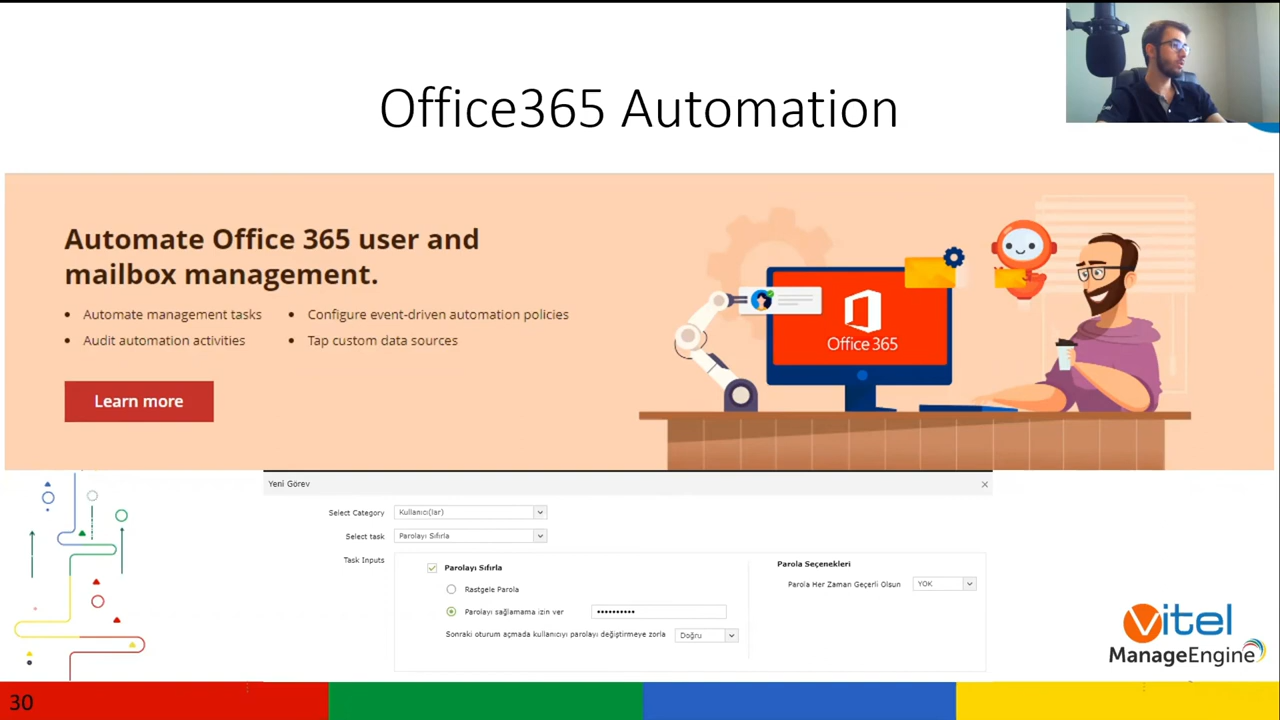 Office365 Automation
Automate Office 365 user and
mailbox management.
Automate management tasks
Configure event-driven automation policies
Audit automation activities
Tap custom data sources
Learn more
Office 365
Yeni Görev
Select Category
Kullanıcı(lar)
Select task
Parolayı Sıfırla
Task Inputs
Parolayı Sıfırla
Rastgele Parola
Parolayı sağlamama izin ver
••••••••••
Sonraki oturum açmada kullanıcıyı parolayı değiştirmeye zorla
Doğru
Parola Seçenekleri
Parola Her Zaman Geçerli Olsun
YOK
vitel
ManageEngine
30